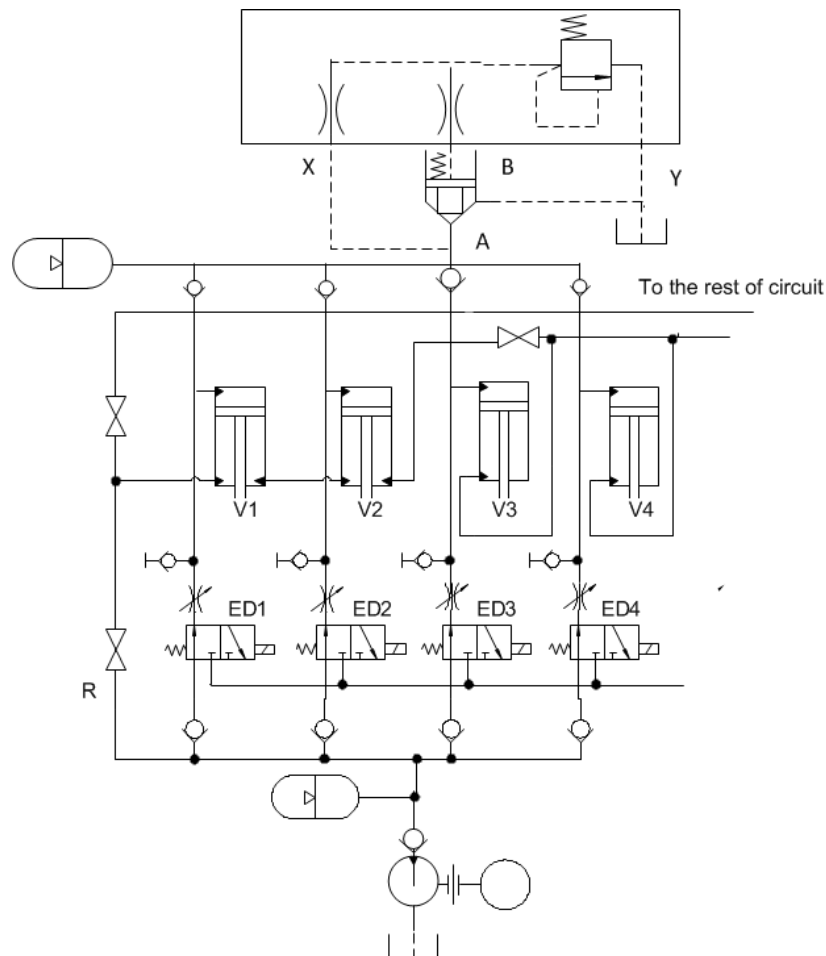 X
B
Y
A
To the rest of circuit
V1
V2
V3
V4
ED1
ED2
ED3
ED4
R